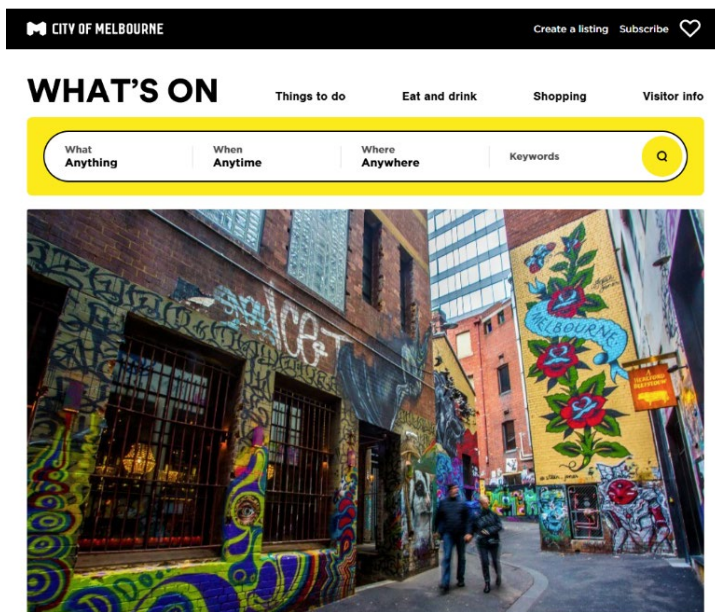 CITY OF MELBOURNE
Create a listing Subscribe
WHAT'S ON
Things to do Eat and drink Shopping Visitor info
What When Where
Anything Anytime Anywhere Keywords
MELBOURNE